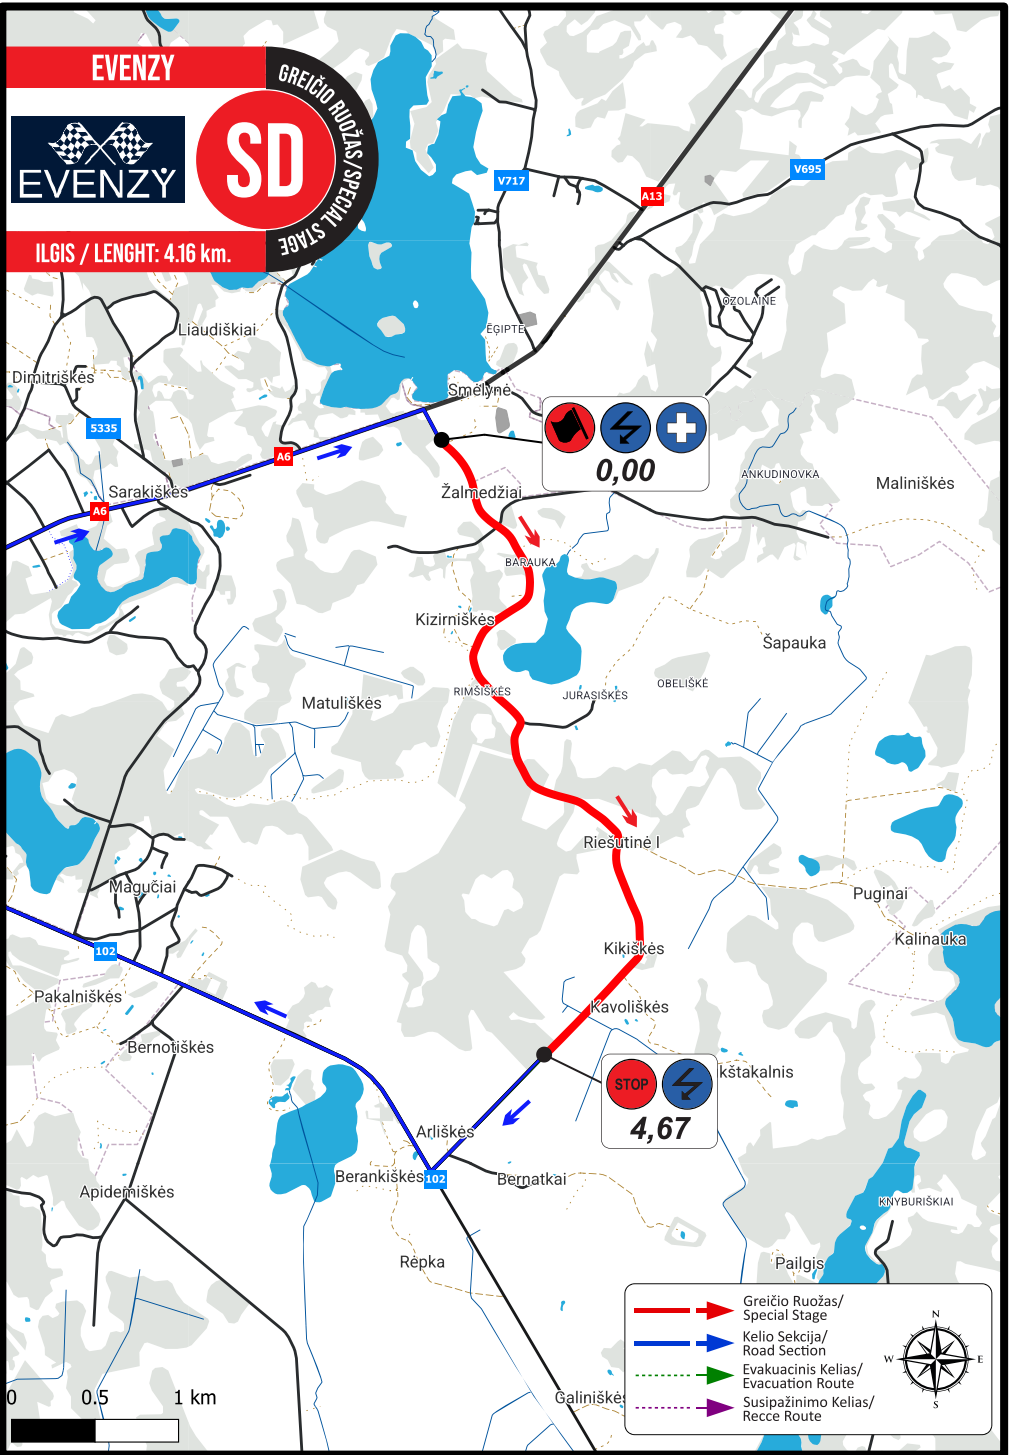 EVENZY
GREIČIO RUOŽAS/SPECIAL STAGE
EVENZY
SD
ILGIS / LENGHT: 4.16 km.
V717
V695
A13
OZOLAINE
EGIPTE
Liaudiškiai
Dimitriškės
Smėlynė
5335
A6
0,00
Sarakiškės
Žalmedžiai
ANKUDINOVKA
Maliniškės
A6
BARAUKA
Kizirniškės
Šapauka
RIMŠIŠKĖS
JURASIŠKĖS
OBELIŠKĖ
Matuliškės
Riešutinė I
Magučiai
Puginai
Kalinauka
102
Kikiškės
Pakalniškės
Kavoliškės
Bernotiškės
STOP
kštakalnis
4,67
Arliškės
Berankiškės
102
Bernatkai
Apidemiškės
KNYBURIŠKIAI
Rėpka
Pailgis
Greičio Ruožas/
Special Stage
Kelio Sekcija/
Road Section
Evakuacinis Kelias/
Evacuation Route
Susipažinimo Kelias/
Recce Route
N
W
E
S
Galiniškės
0 0.5 1 km